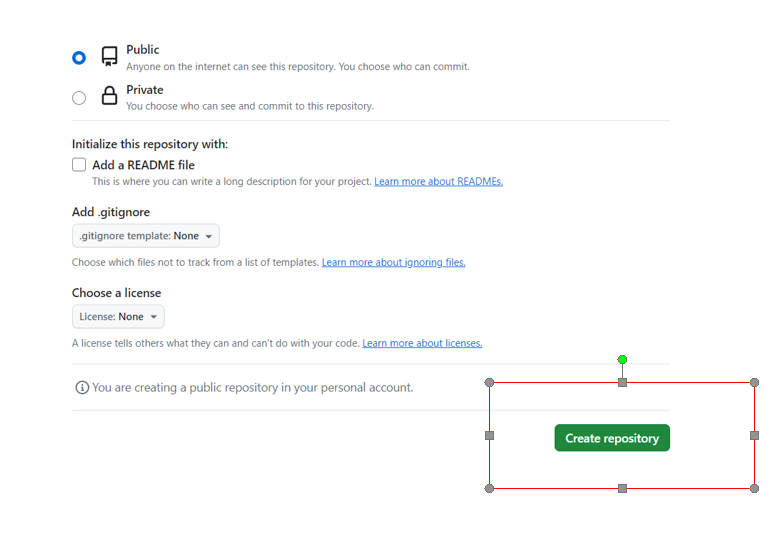 Public
Anyone on the internet can see this repository. You choose who can commit.
Private
You choose who can see and commit to this repository.
Initialize this repository with:
Add a README file
This is where you can write a long description for your project. Learn more about READMEs.
Add .gitignore
.gitignore template: None
Choose which files not to track from a list of templates. Learn more about ignoring files.
Choose a license
License: None
A license tells others what they can and can't do with your code. Learn more about licenses.
You are creating a public repository in your personal account.
Create repository